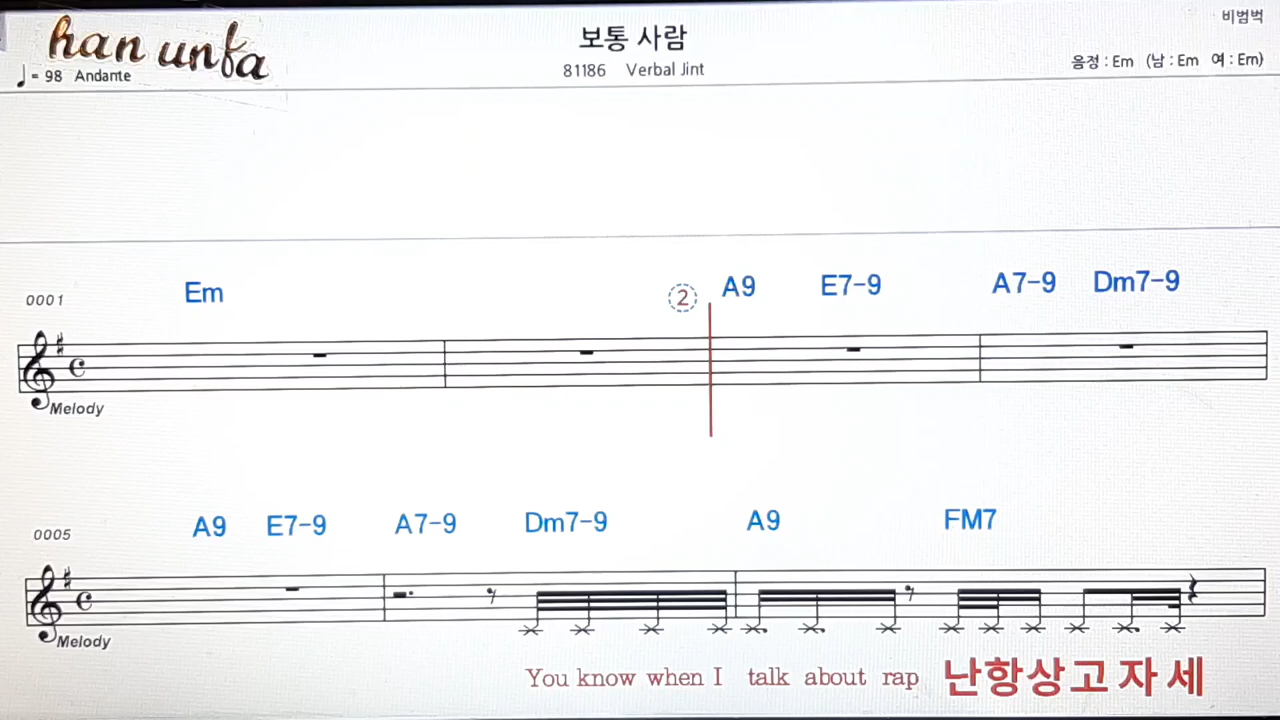 han unfa
보통 사람
비범벅
♩= 98 Andante
81186 Verbal Jint
음정 : Em (남 : Em 여 : Em)
0001 Em ② A9 E7-9 A7-9 Dm7-9
Melody
0005 A9 E7-9 A7-9 Dm7-9 A9 FM7
Melody
You know when I talk about rap 난항상고자세